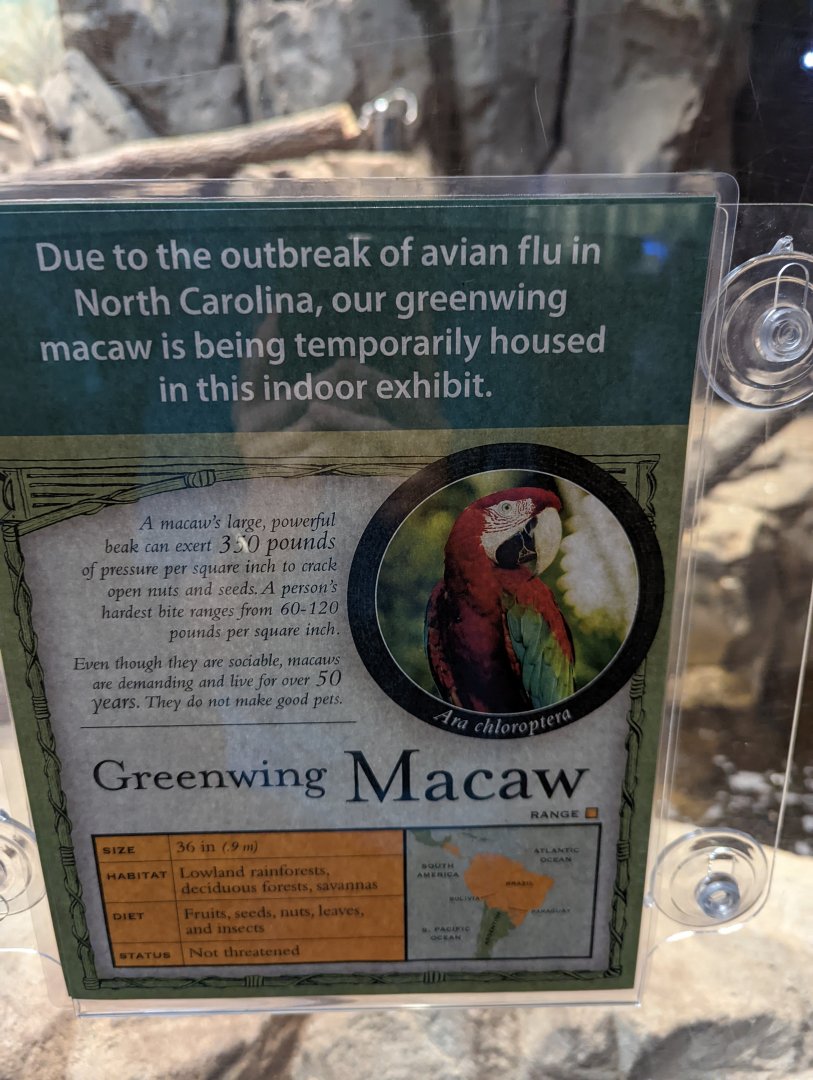 Due to the outbreak of avian flu in
North Carolina, our greenwing
macaw is being temporarily housed
in this indoor exhibit.
A macaw's large, powerful
beak can exert 350 pounds
of pressure per square inch to crack
open nuts and seeds. A person's
hardest bite ranges from 60-120
pounds per square inch.
Even though they are sociable, macaws
are demanding and live for over 50
years. They do not make good pets.
Ara chloroptera
Greenwing Macaw
RANGE
SIZE 36 in (.9 m)
HABITAT Lowland rainforests,
deciduous forests, savannas
DIET Fruits, seeds, nuts, leaves,
and insects
STATUS Not threatened
SOUTH
AMERICA
ATLANTIC
OCEAN
BRAZIL
BOLIVIA
PARAGUAY
S. PACIFIC
OCEAN
ARGENTINA